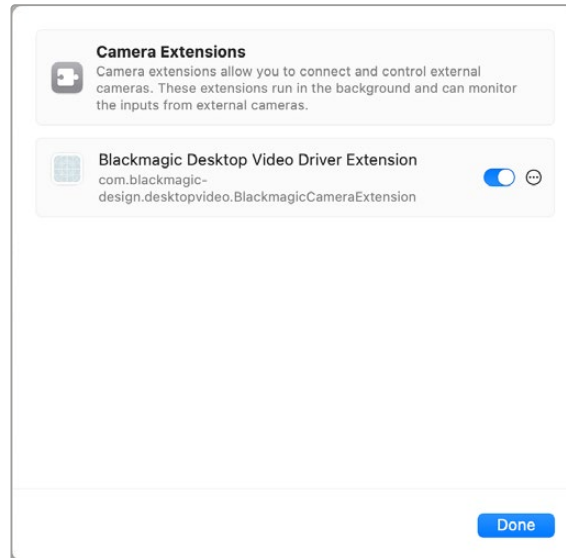 Camera Extensions
Camera extensions allow you to connect and control external
cameras. These extensions run in the background and can monitor
the inputs from external cameras.
Blackmagic Desktop Video Driver Extension
com.blackmagic-
design.desktopvideo.BlackmagicCameraExtension
Done